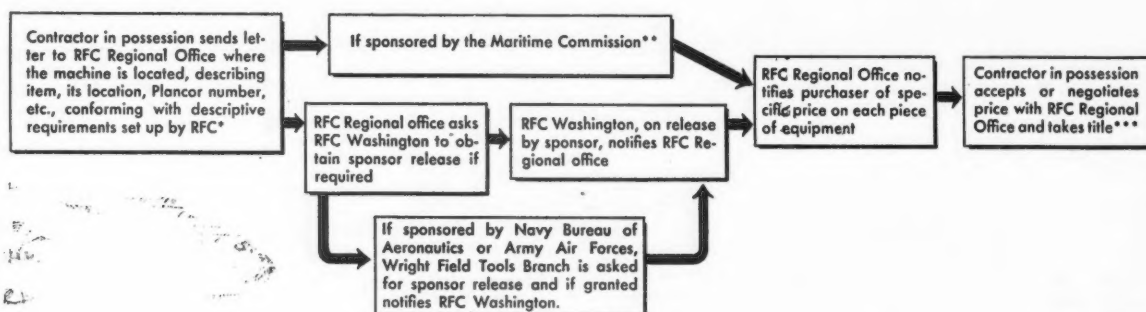 Contractor in possession sends let-
ter to RFC Regional Office where
the machine is located, describing
item, its location, Plancor number,
etc., conforming with descriptive
requirements set up by RFC*
If sponsored by the Maritime Commission**
RFC Regional office asks
RFC Washington to ob-
tain sponsor release if
required
RFC Washington, on release
by sponsor, notifies RFC Re-
gional office
If sponsored by Navy Bureau of
Aeronautics or Army Air Forces,
Wright Field Tools Branch is asked
for sponsor release and if granted
notifies RFC Washington.
RFC Regional Office no-
tifies purchaser of spe-
cific price on each piece
of equipment
Contractor in possession
accepts or negotiates
price with RFC Regional
Office and takes title***